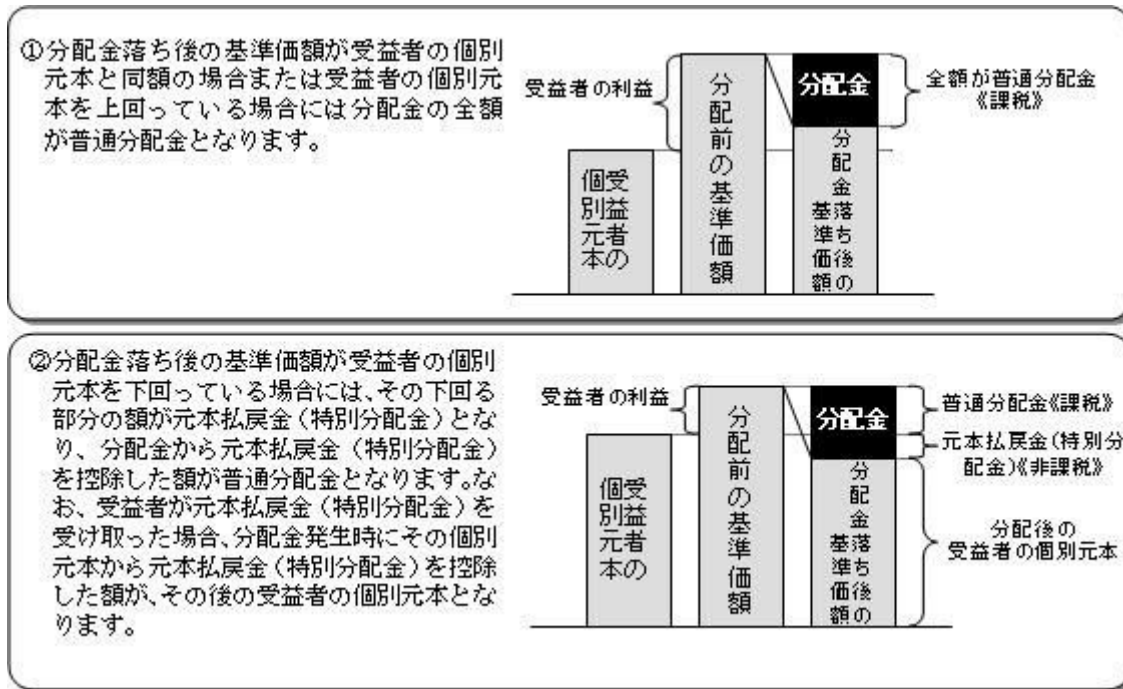 ①分配金落ち後の基準価額が受益者の個別
元本と同額の場合または受益者の個別元
本を上回っている場合には分配金の全額
が普通分配金となります。
受益者の利益
受益者の
個別元本
分配前の基準価額
分配金
分配金落ち後の
基準価額
全額が普通分配金
《課税》
②分配金落ち後の基準価額が受益者の個別
元本を下回っている場合には、その下回る
部分の額が元本払戻金(特別分配金)とな
り、分配金から元本払戻金(特別分配金)
を控除した額が普通分配金となります。な
お、受益者が元本払戻金(特別分配金)を
受け取った場合、分配金発生時にその個別
元本から元本払戻金(特別分配金)を控除
した額が、その後の受益者の個別元本とな
ります。
受益者の利益
受益者の
個別元本
分配前の基準価額
分配金
分配金落ち後の
基準価額
普通分配金《課税》
元本払戻金(特別分
配金)《非課税》
分配後の
受益者の個別元本